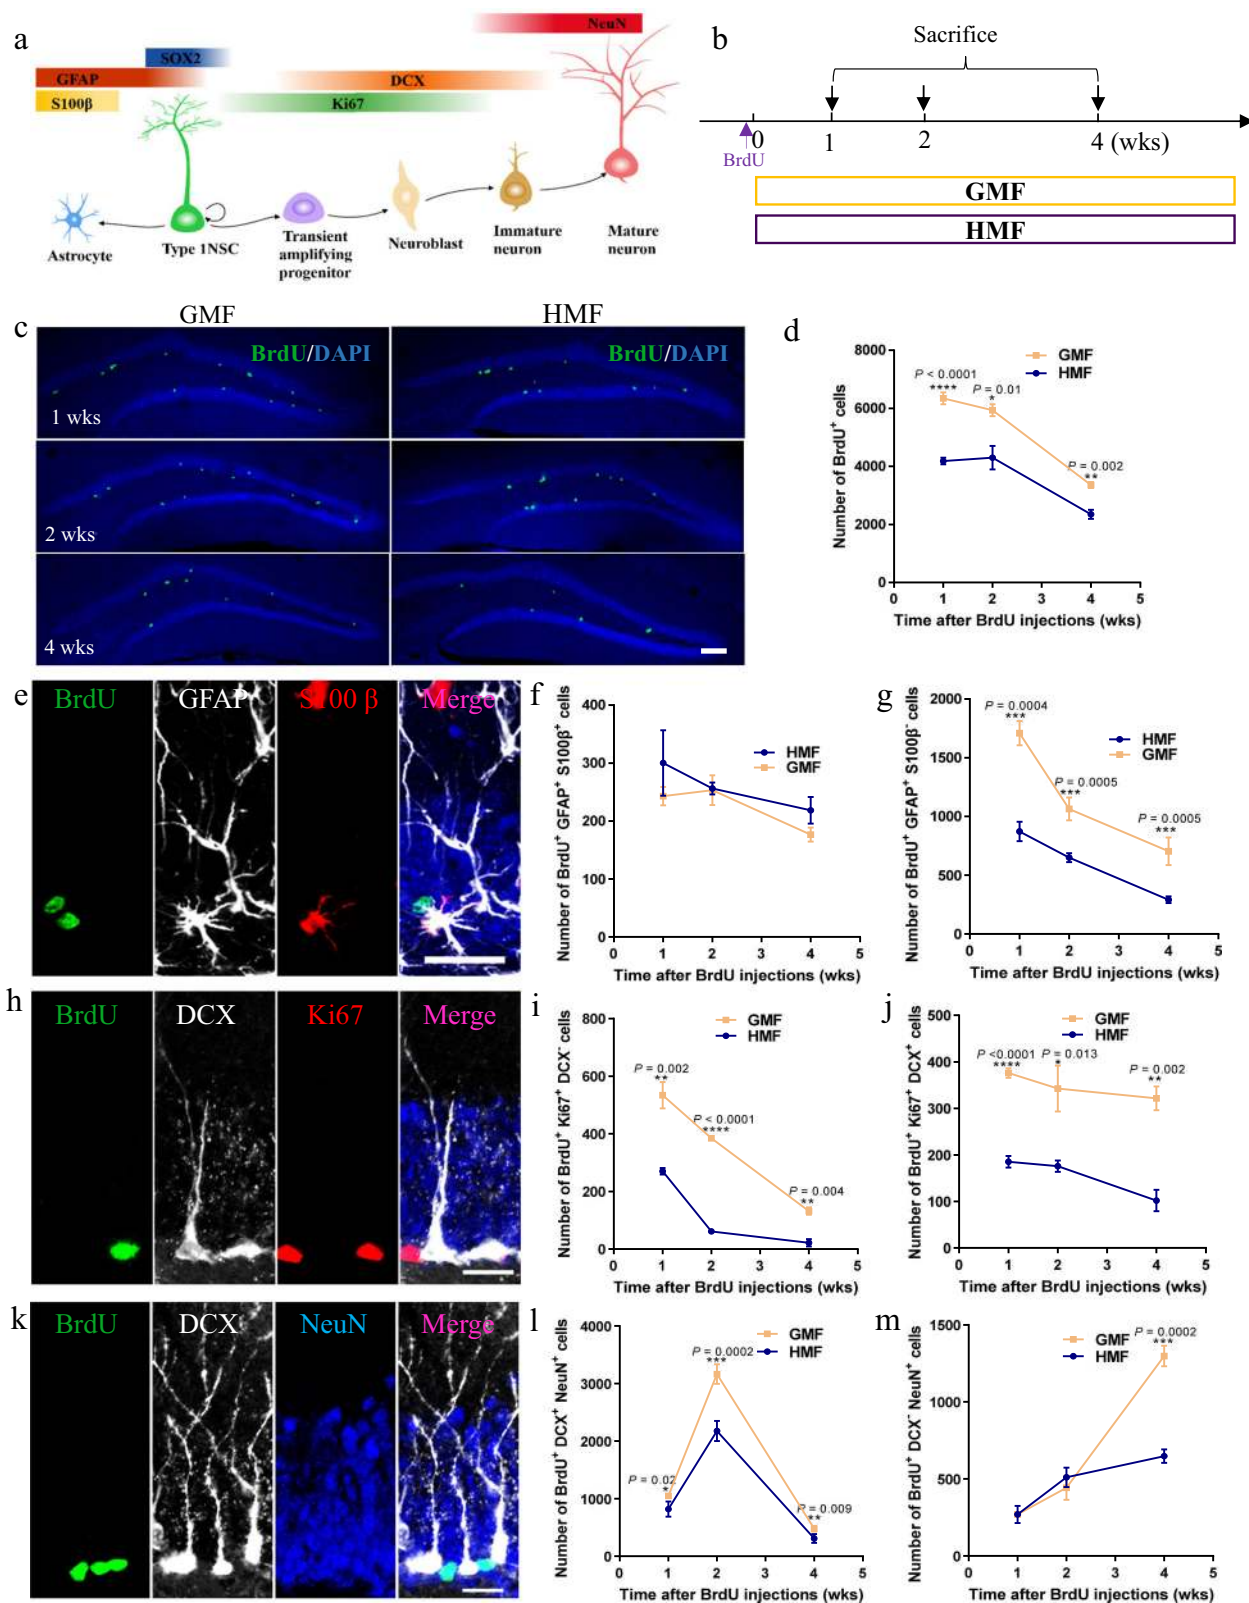 a
NeuN
SOX2
GFAP
DCX
S100β
Ki67
Astrocyte
Type 1NSC
Transient
amplifying
progenitor
Neuroblast
Immature
neuron
Mature
neuron
b
Sacrifice
0
1
2
4 (wks)
BrdU
GMF
HMF
c
GMF
HMF
BrdU/DAPI
BrdU/DAPI
1 wks
2 wks
4 wks
d
GMF
HMF
P < 0.0001
****
P = 0.01
*
P = 0.002
**
Number of BrdU⁺ cells
8000
6000
4000
2000
0
0 1 2 3 4 5
Time after BrdU injections (wks)
e
BrdU
GFAP
S100 β
Merge
f
HMF
GMF
Number of BrdU⁺ GFAP⁺ S100β⁺ cells
400
300
200
100
0
0 1 2 3 4 5
Time after BrdU injections (wks)
g
P = 0.0004
***
HMF
GMF
P = 0.0005
***
P = 0.0005
***
Number of BrdU⁺ GFAP⁺ S100β⁻ cells
2000
1500
1000
500
0
0 1 2 3 4 5
Time after BrdU injections (wks)
h
BrdU
DCX
Ki67
Merge
i
GMF
HMF
P = 0.002
**
P < 0.0001
****
P = 0.004
**
Number of BrdU⁺ Ki67⁺ DCX⁻ cells
800
600
400
200
0
0 1 2 3 4 5
Time after BrdU injections (wks)
j
GMF
HMF
P <0.0001
****
P = 0.013
*
P = 0.002
**
Number of BrdU⁺ Ki67⁺ DCX⁺ cells
500
400
300
200
100
0
0 1 2 3 4 5
Time after BrdU injections (wks)
k
BrdU
DCX
NeuN
Merge
l
GMF
HMF
P = 0.0002
***
P = 0.02
*
P = 0.009
**
Number of BrdU⁺ DCX⁺ NeuN⁺ cells
4000
3000
2000
1000
0
0 1 2 3 4 5
Time after BrdU injections (wks)
m
GMF
HMF
P = 0.0002
***
Number of BrdU⁺ DCX⁻ NeuN⁺ cells
1500
1000
500
0
0 1 2 3 4 5
Time after BrdU injections (wks)